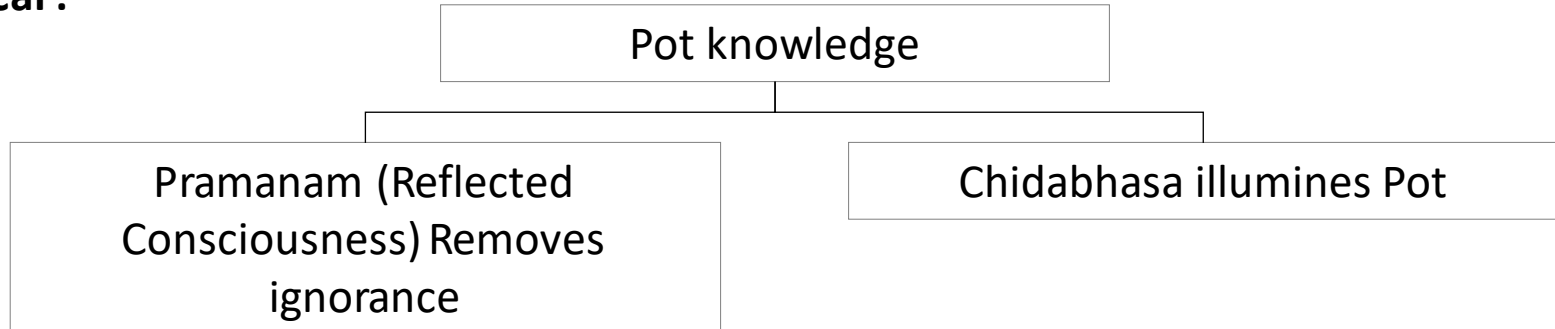 Pot knowledge
Pramanam (Reflected
Consciousness) Removes
ignorance
Chidabhasa illumines Pot